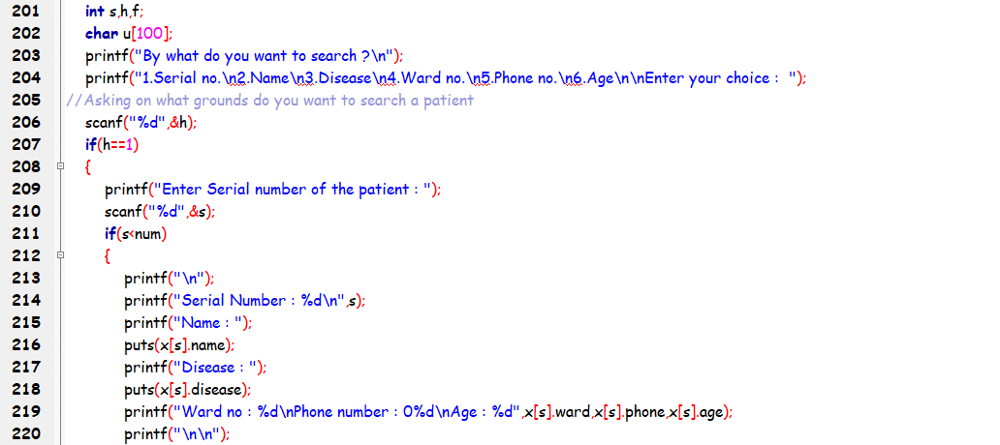 201 int s,h,f;
202 char u[100];
203 printf("By what do you want to search ?\n");
204 printf("1.Serial no.\n2.Name\n3.Disease\n4.Ward no.\n5.Phone no.\n6.Age\n\nEnter your choice :  ");
205 //Asking on what grounds do you want to search a patient
206 scanf("%d",&h);
207 if(h==1)
208 {
209 printf("Enter Serial number of the patient : ");
210 scanf("%d",&s);
211 if(s<num)
212 {
213 printf("\n");
214 printf("Serial Number : %d\n",s);
215 printf("Name : ");
216 puts(x[s].name);
217 printf("Disease : ");
218 puts(x[s].disease);
219 printf("Ward no : %d\nPhone number : 0%d\nAge : %d",x[s].ward,x[s].phone,x[s].age);
220 printf("\n\n");